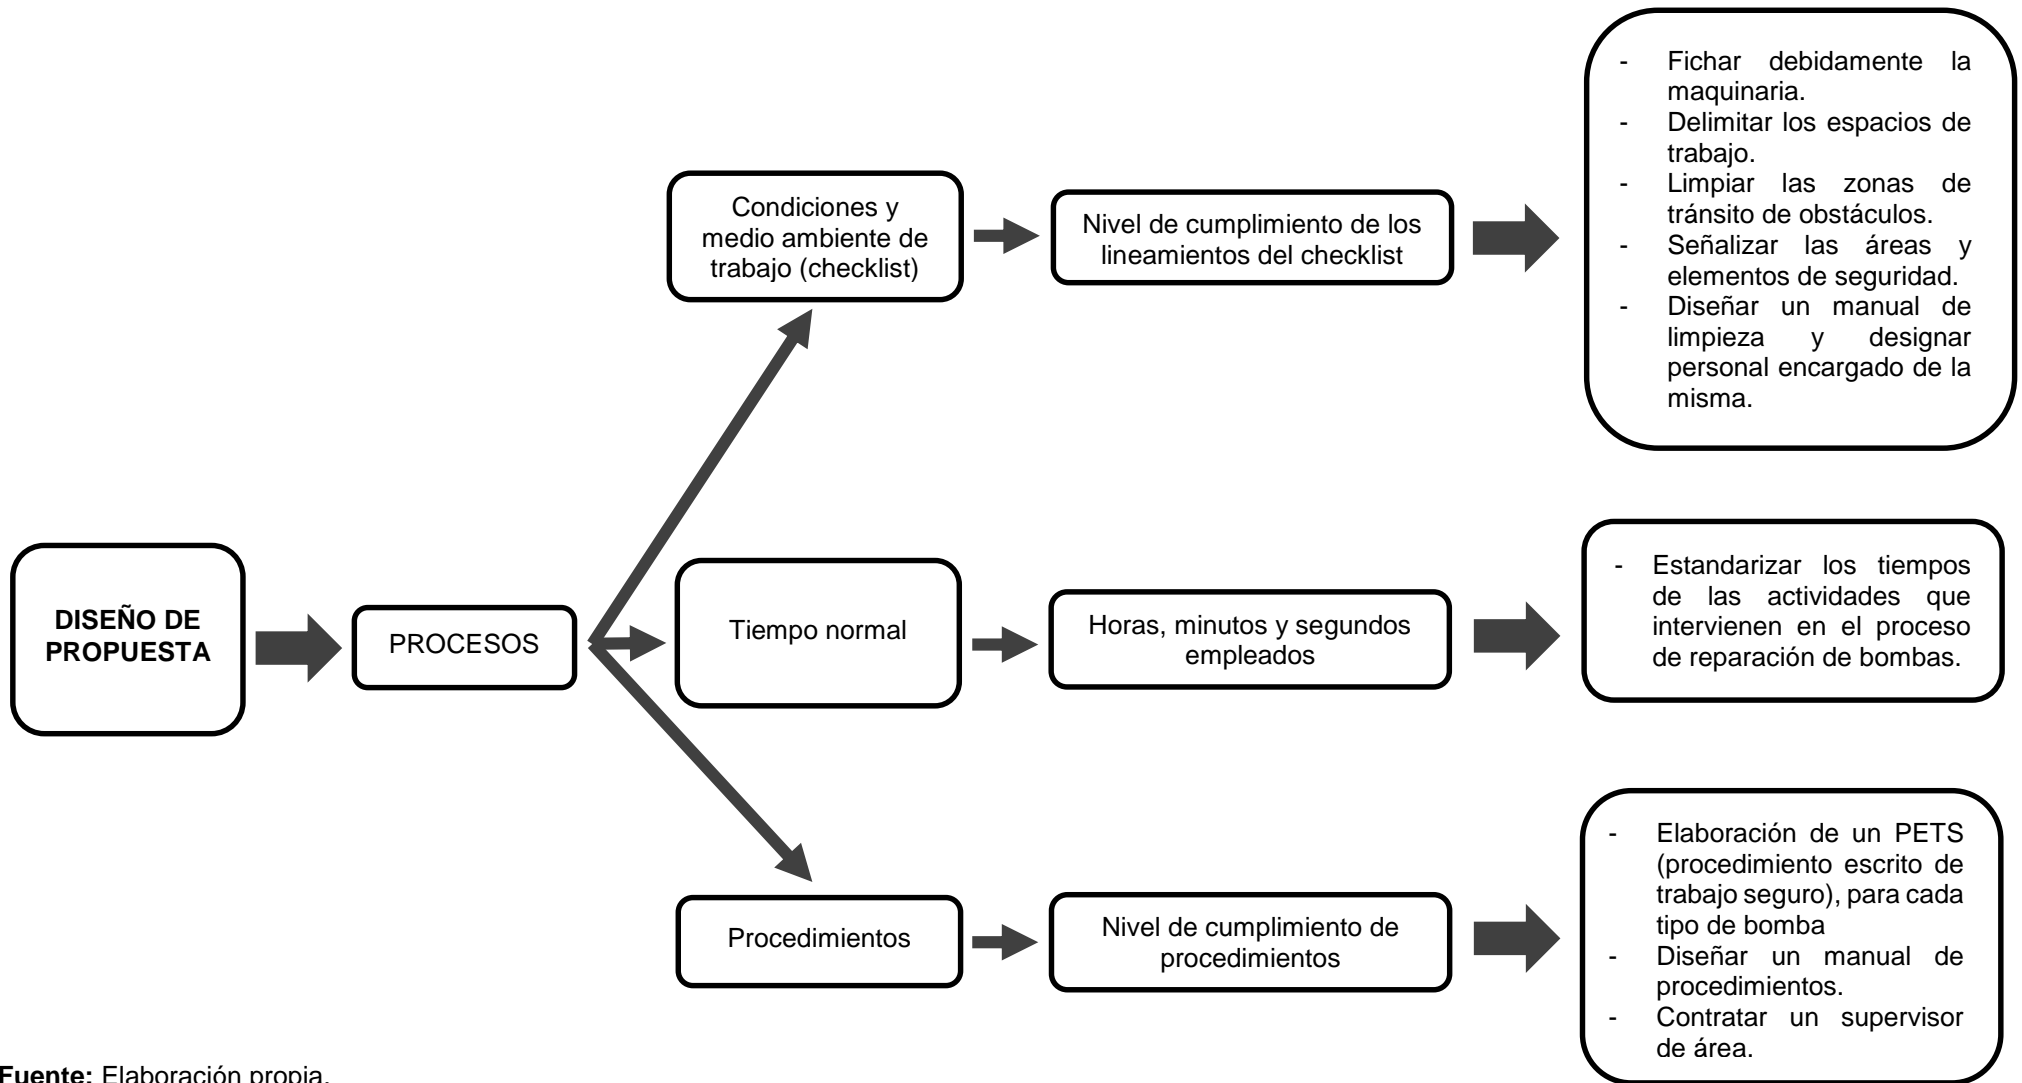 DISEÑO DE
PROPUESTA
PROCESOS
Condiciones y
medio ambiente de
trabajo (checklist)
Nivel de cumplimiento de los
lineamientos del checklist
- Fichar debidamente la
maquinaria.
- Delimitar los espacios de
trabajo.
- Limpiar las zonas de
tránsito de obstáculos.
- Señalizar las áreas y
elementos de seguridad.
- Diseñar un manual de
limpieza y designar
personal encargado de la
misma.
Tiempo normal
Horas, minutos y segundos
empleados
- Estandarizar los tiempos
de las actividades que
intervienen en el proceso
de reparación de bombas.
Procedimientos
Nivel de cumplimiento de
procedimientos
- Elaboración de un PETS
(procedimiento escrito de
trabajo seguro), para cada
tipo de bomba
- Diseñar un manual de
procedimientos.
- Contratar un supervisor
de área.
Fuente: Elaboración propia.